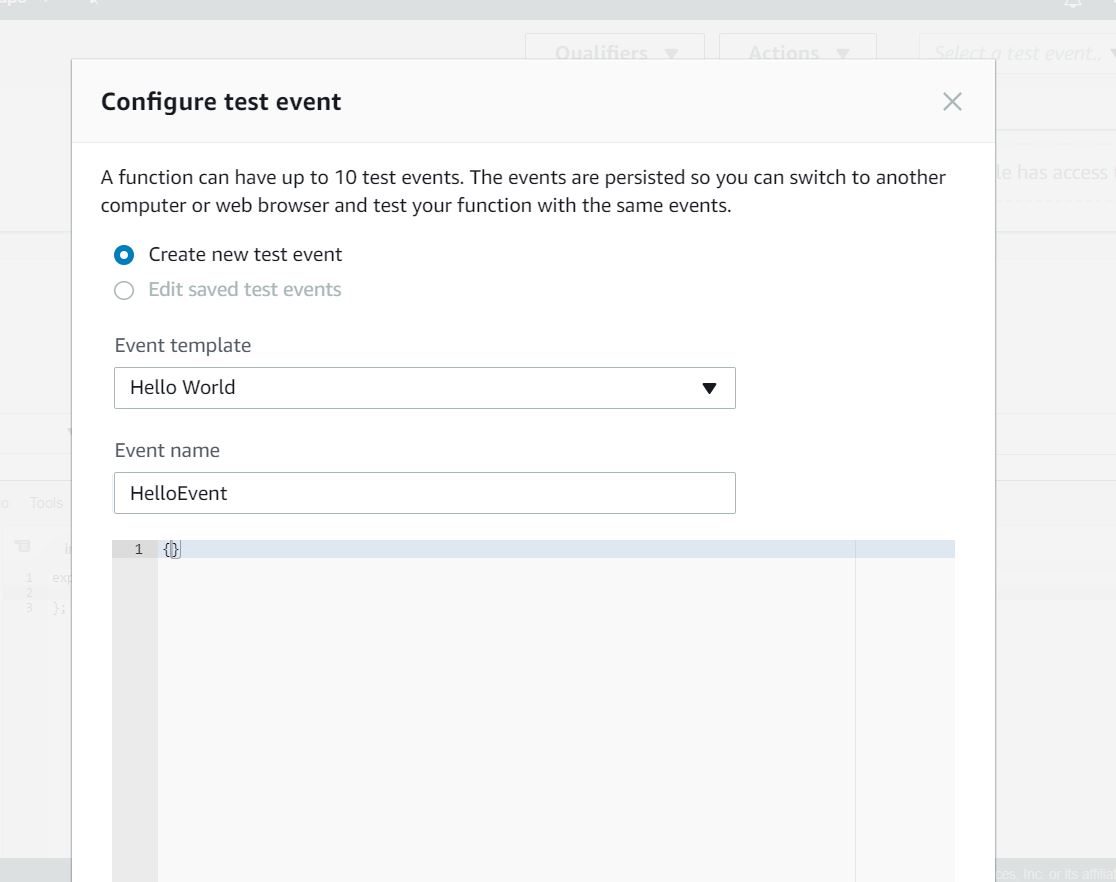 Qualifiers
Actions
Select a test event..
Configure test event
A function can have up to 10 test events. The events are persisted so you can switch to another
computer or web browser and test your function with the same events.
le has access
Create new test event
Edit saved test events
Event template
Hello World
Event name
HelloEvent
Tools
1 {}
1 exp
2
3 };
ces, Inc. or its affilia